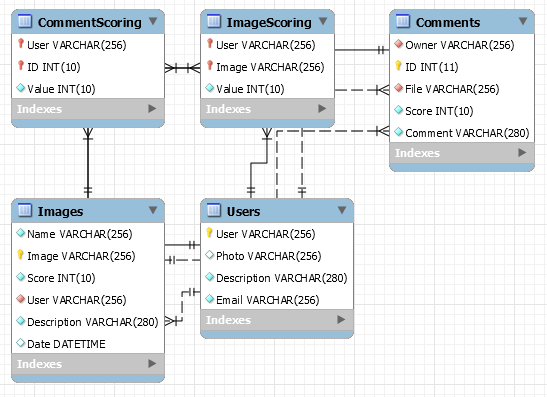 CommentScoring
User VARCHAR(256)
ID INT(10)
Value INT(10)
Indexes
ImageScoring
User VARCHAR(256)
Image VARCHAR(256)
Value INT(10)
Indexes
Comments
Owner VARCHAR(256)
ID INT(11)
File VARCHAR(256)
Score INT(10)
Comment VARCHAR(280)
Indexes
Images
Name VARCHAR(256)
Image VARCHAR(256)
Score INT(10)
User VARCHAR(256)
Description VARCHAR(280)
Date DATETIME
Indexes
Users
User VARCHAR(256)
Photo VARCHAR(256)
Description VARCHAR(280)
Email VARCHAR(256)
Indexes